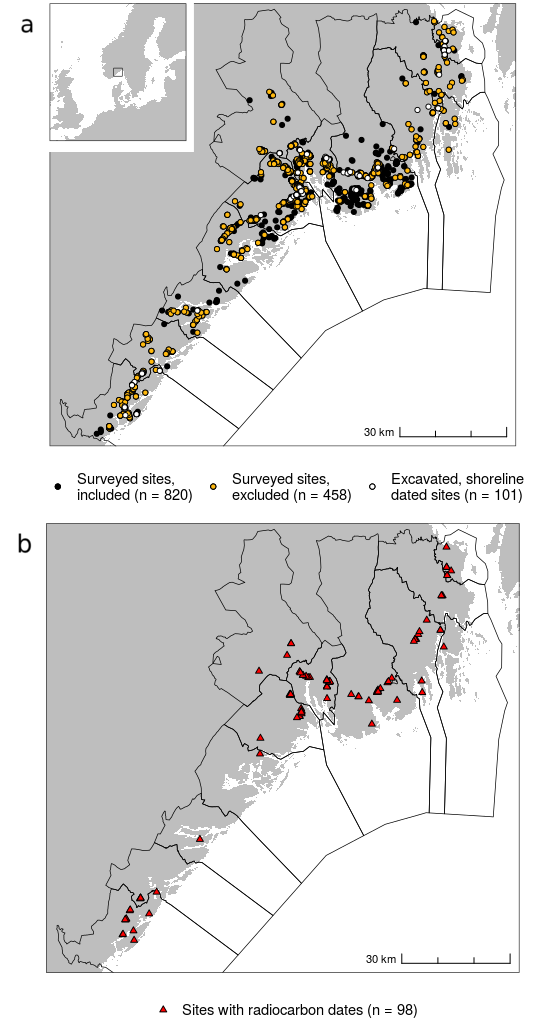 a
30 km
Surveyed sites,
included (n = 820)
Surveyed sites,
excluded (n = 458)
Excavated, shoreline
dated sites (n = 101)
b
30 km
Sites with radiocarbon dates (n = 98)